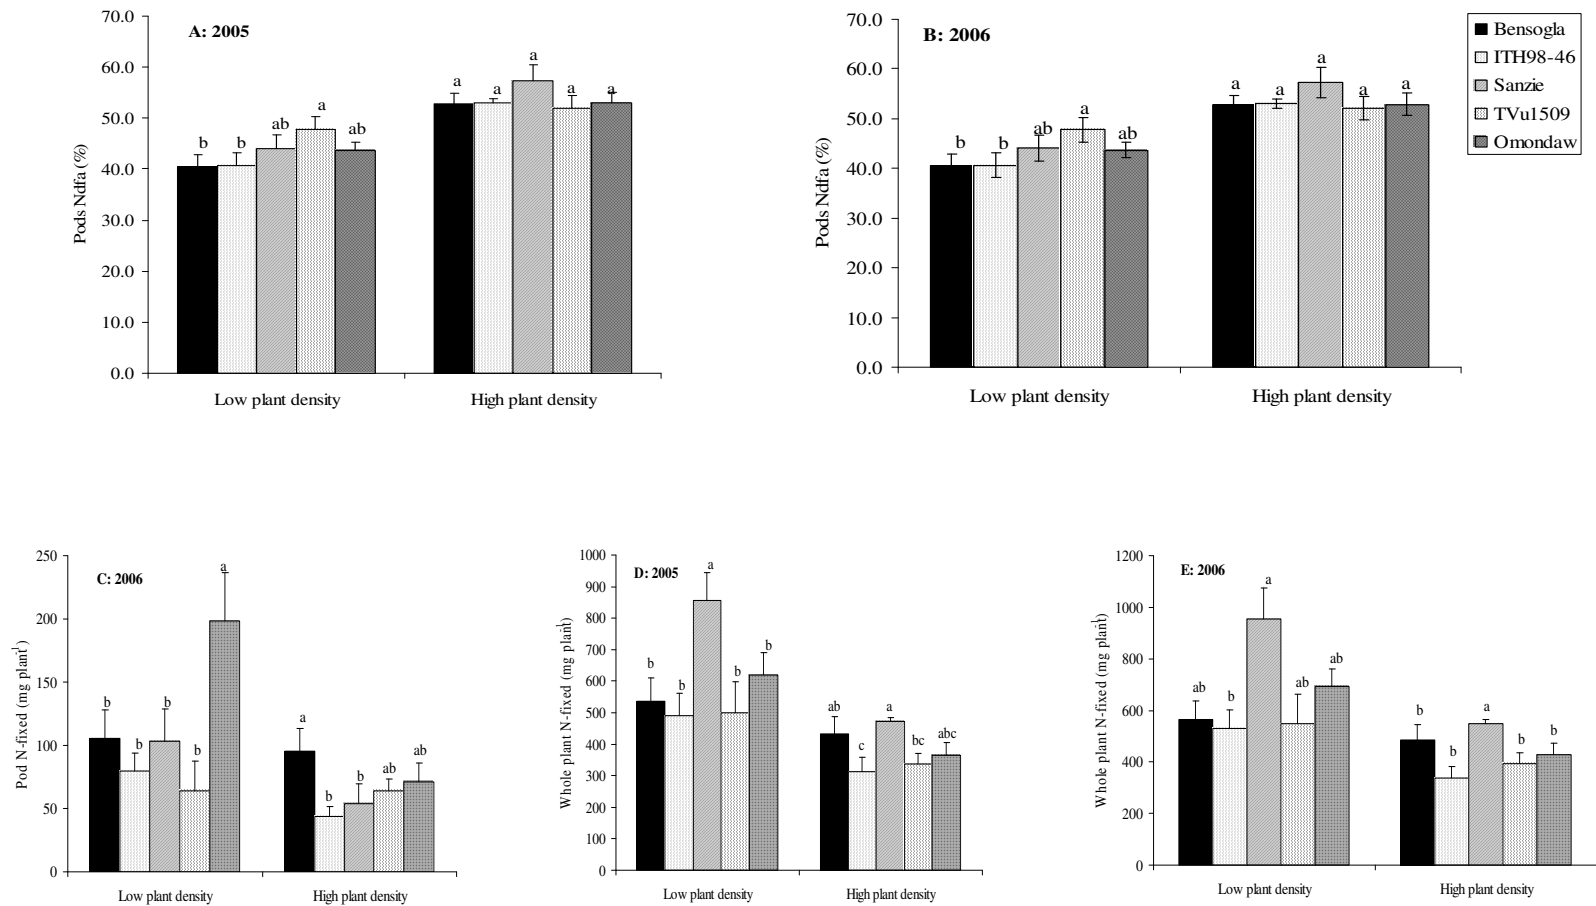 A: 2005
Pods Ndfa (%)
70.0
60.0
50.0
40.0
30.0
20.0
10.0
0.0
b b ab a ab
a a a a a
Low plant density High plant density
B: 2006
Pods Ndfa (%)
70.0
60.0
50.0
40.0
30.0
20.0
10.0
0.0
b b ab a ab
a a a a a
Low plant density High plant density
Bensogla
ITH98-46
Sanzie
TVu1509
Omondaw
C: 2006
Pod N-fixed (mg plant-1)
250
200
150
100
50
0
b b b b a
a b b ab ab
Low plant density High plant density
D: 2005
Whole plant N-fixed (mg plant-1)
1000
900
800
700
600
500
400
300
200
100
0
b b a b b
ab c a bc abc
Low plant density High plant density
E: 2006
Whole plant N-fixed (mg plant-1)
1200
1000
800
600
400
200
0
ab b a ab ab
b b a b b
Low plant density High plant density